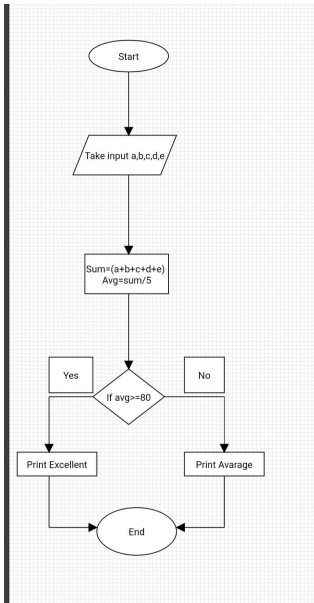 Start
Take input a,b,c,d,e
Sum=(a+b+c+d+e)
Avg=sum/5
Yes
No
If avg>=80
Print Excellent
Print Avarage
End